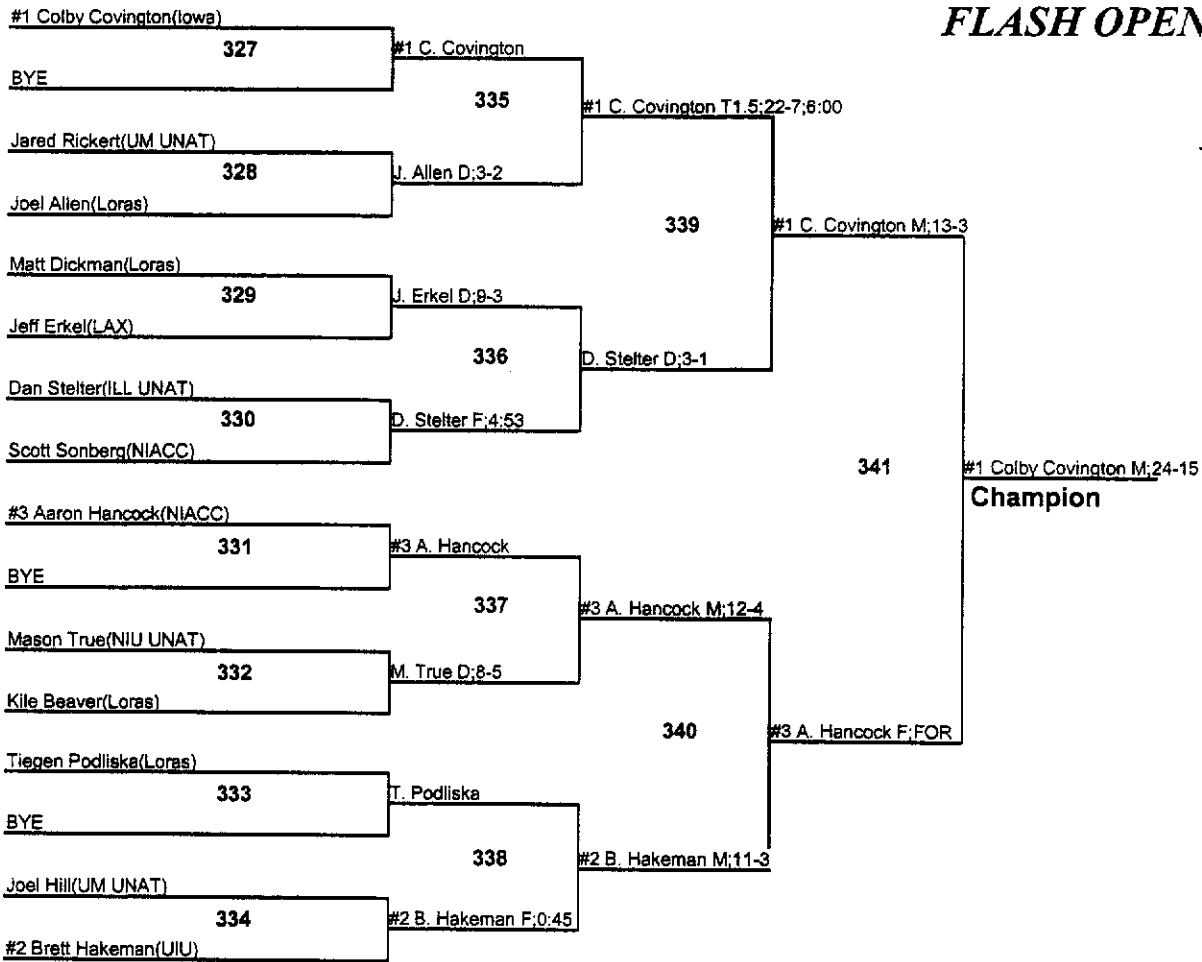 FLASH OPEN
#1 Colby Covington(Iowa)
327
BYE
#1 C. Covington
335
Jared Rickert(UM UNAT)
328
Joel Allen(Loras)
J. Allen D;3-2
#1 C. Covington T1.5;22-7;6:00
339
Matt Dickman(Loras)
329
Jeff Erkel(LAX)
J. Erkel D;9-3
336
Dan Stelter(ILL UNAT)
330
Scott Sonberg(NIACC)
D. Stelter F;4:53
D. Stelter D;3-1
#1 C. Covington M;13-3
341
#1 Colby Covington M;24-15
Champion
#3 Aaron Hancock(NIACC)
331
BYE
#3 A. Hancock
337
Mason True(NIU UNAT)
332
Kile Beaver(Loras)
M. True D;8-5
#3 A. Hancock M;12-4
340
#3 A. Hancock F;FOR
Tiegen Podliska(Loras)
333
BYE
T. Podliska
338
Joel Hill(UM UNAT)
334
#2 Brett Hakeman(UIU)
#2 B. Hakeman F;0:45
#2 B. Hakeman M;11-3